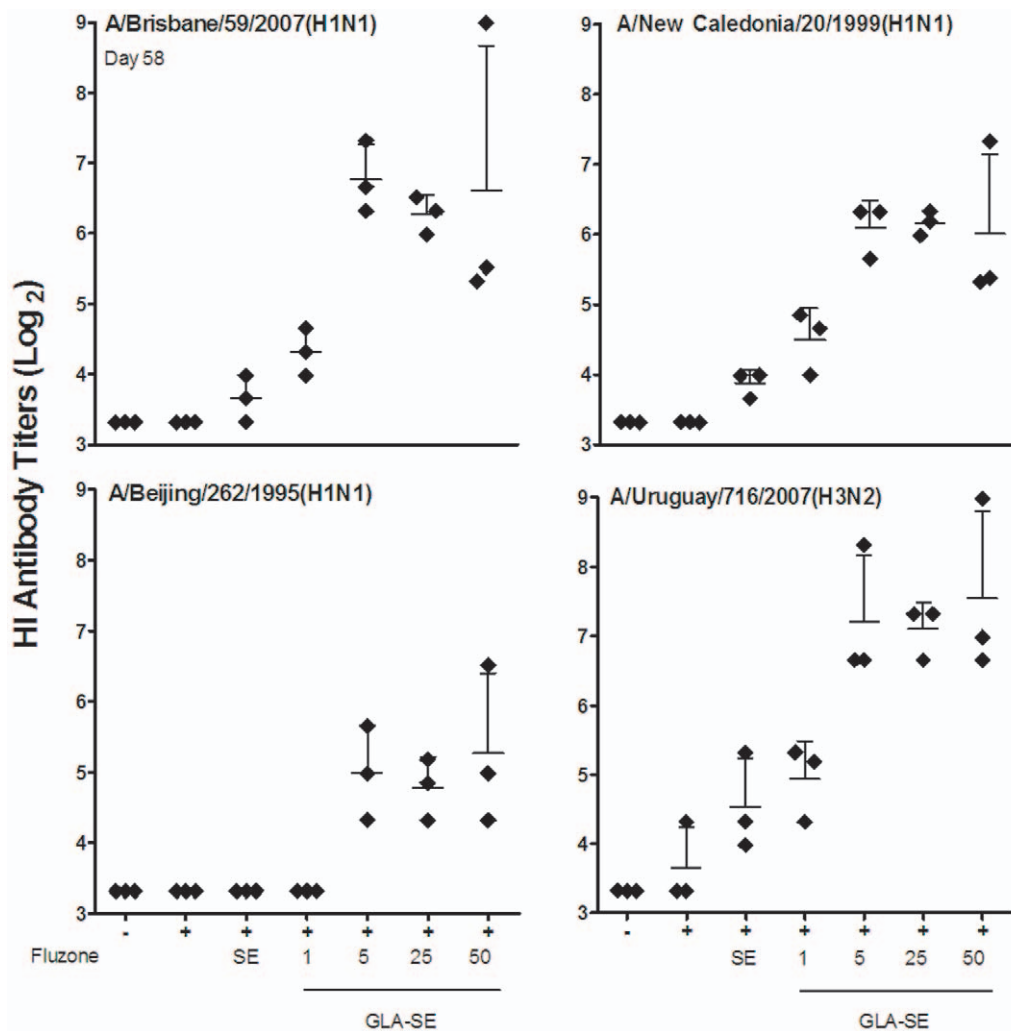 A/Brisbane/59/2007(H1N1)
Day 58
9
8
7
6
5
4
3
A/New Caledonia/20/1999(H1N1)
9
8
7
6
5
4
3
HI Antibody Titers (Log 2)
A/Beijing/262/1995(H1N1)
9
8
7
6
5
4
3
A/Uruguay/716/2007(H3N2)
9
8
7
6
5
4
3
Fluzone - + + + + + +
SE 1 5 25 50
GLA-SE
- + + + + + +
SE 1 5 25 50
GLA-SE